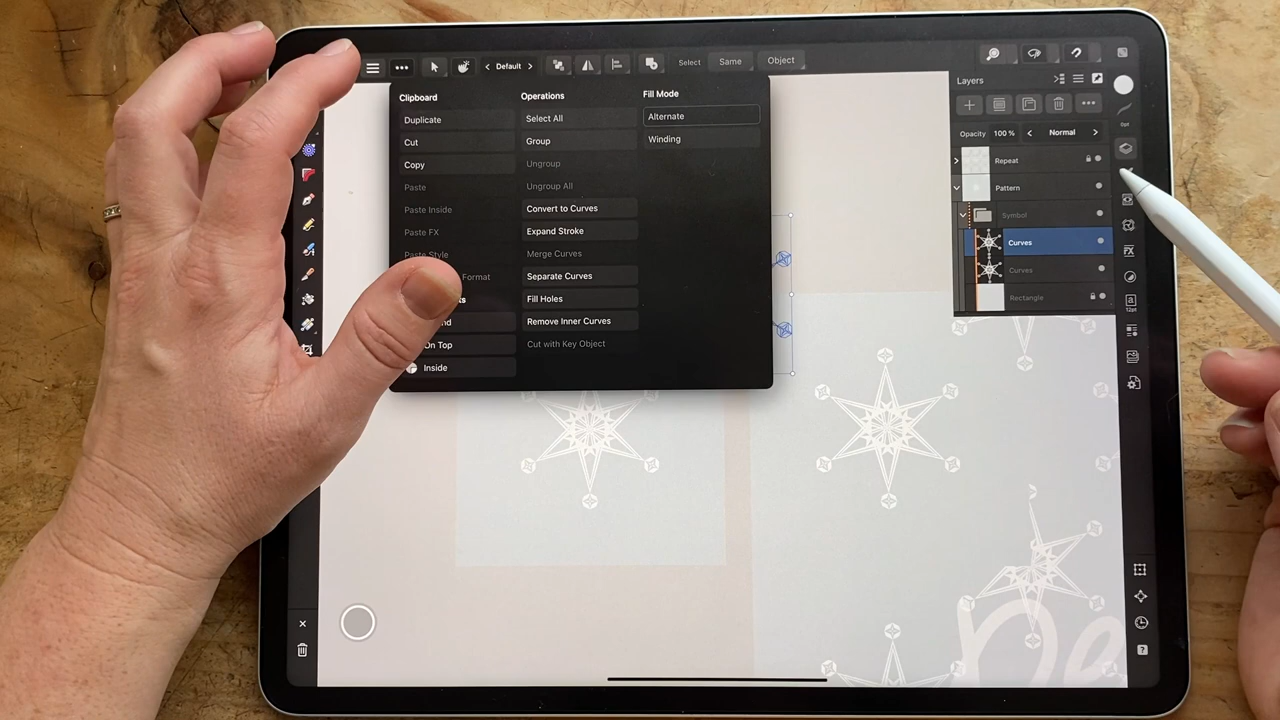 Default
Select
Same
Object
Clipboard
Duplicate
Cut
Copy
Paste
Paste Inside
Paste FX
Paste Style
Format
On Top
Inside
Operations
Select All
Group
Ungroup
Ungroup All
Convert to Curves
Expand Stroke
Merge Curves
Separate Curves
Fill Holes
Remove Inner Curves
Cut with Key Object
Fill Mode
Alternate
Winding
Layers
Opacity 100 % Normal
Repeat
Pattern
Symbol
Curves
Curves
Rectangle
0pt
FX
a
12pt
?